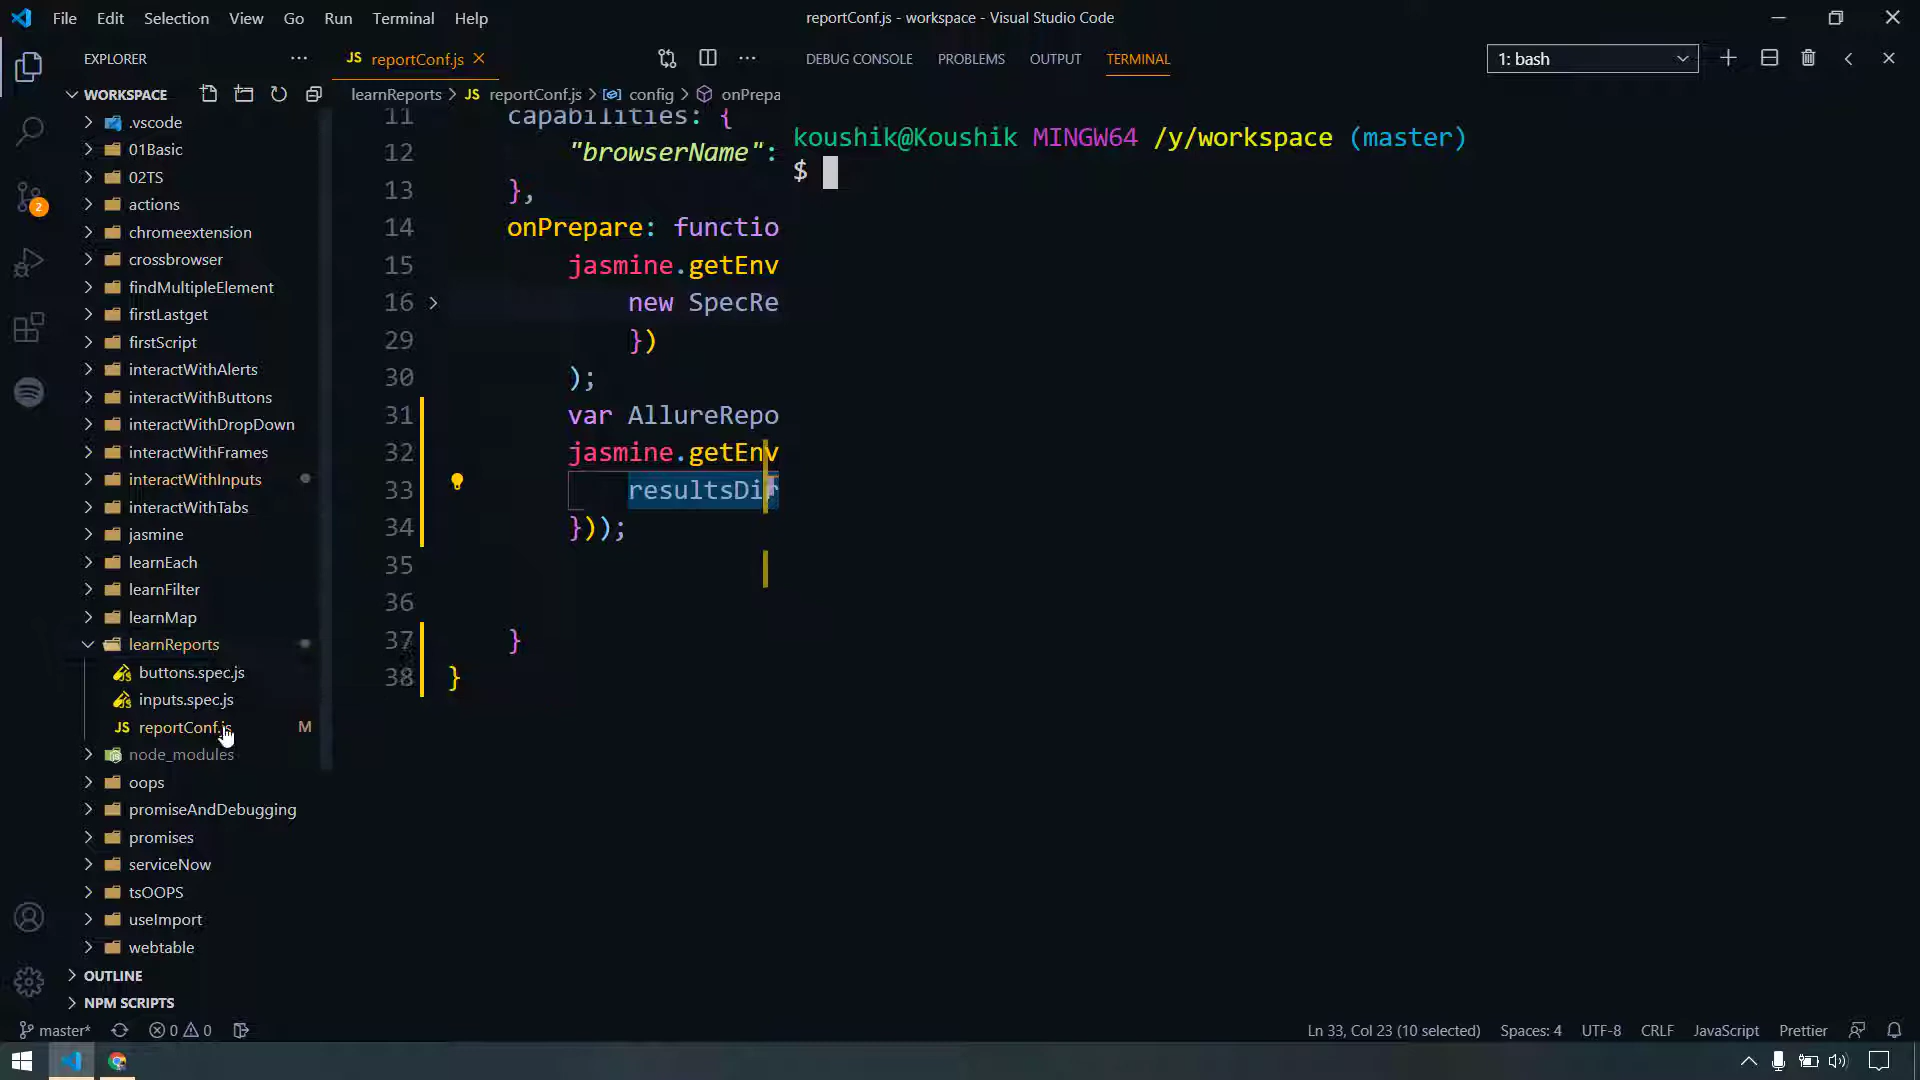 File Edit Selection View Go Run Terminal Help
reportConf.js - workspace - Visual Studio Code
EXPLORER
JS reportConf.js
DEBUG CONSOLE PROBLEMS OUTPUT TERMINAL
1: bash
WORKSPACE
learnReports > JS reportConf.js > config > onPrepa
.vscode
01Basic
02TS
actions
chromeextension
crossbrowser
findMultipleElement
firstLastget
firstScript
interactWithAlerts
interactWithButtons
interactWithDropDown
interactWithFrames
interactWithInputs
interactWithTabs
jasmine
learnEach
learnFilter
learnMap
learnReports
buttons.spec.js
inputs.spec.js
JS reportConf.js M
node_modules
oops
promiseAndDebugging
promises
serviceNow
tsOOPS
useImport
webtable
OUTLINE
NPM SCRIPTS
11 capabilities: {
12 "browserName":
13 },
14 onPrepare: functio
15 jasmine.getEnv
16 new SpecRe
29 })
30 );
31 var AllureRepo
32 jasmine.getEnv
33 resultsDir
34 }));
35
36
37 }
38 }
koushik@Koushik MINGW64 /y/workspace (master)
$
2
master* 0 0
Ln 33, Col 23 (10 selected) Spaces: 4 UTF-8 CRLF JavaScript Prettier